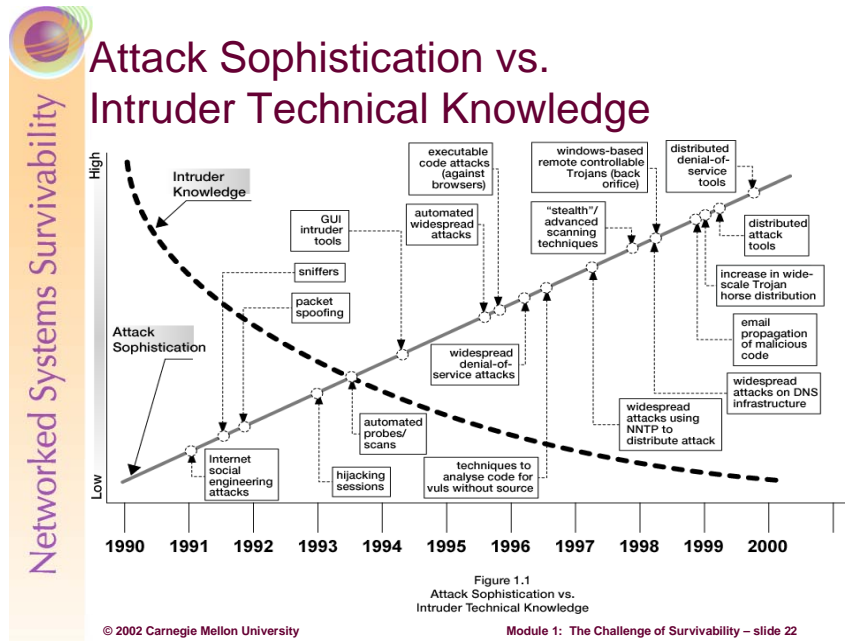 Networked Systems Survivability
Attack Sophistication vs.
Intruder Technical Knowledge
High
Low
Intruder
Knowledge
Attack
Sophistication
sniffers
packet
spoofing
GUI
intruder
tools
executable
code attacks
(against
browsers)
automated
widespread
attacks
windows-based
remote controllable
Trojans (back
orifice)
"stealth"/
advanced
scanning
techniques
distributed
denial-of-
service
tools
distributed
attack
tools
increase in wide-
scale Trojan
horse distribution
email
propagation
of malicious
code
widespread
attacks on DNS
infrastructure
widespread
attacks using
NNTP to
distribute attack
widespread
denial-of-
service attacks
techniques to
analyse code for
vuls without source
automated
probes/
scans
hijacking
sessions
Internet
social
engineering
attacks
1990 1991 1992 1993 1994 1995 1996 1997 1998 1999 2000
Figure 1.1
Attack Sophistication vs.
Intruder Technical Knowledge
© 2002 Carnegie Mellon University
Module 1: The Challenge of Survivability – slide 22